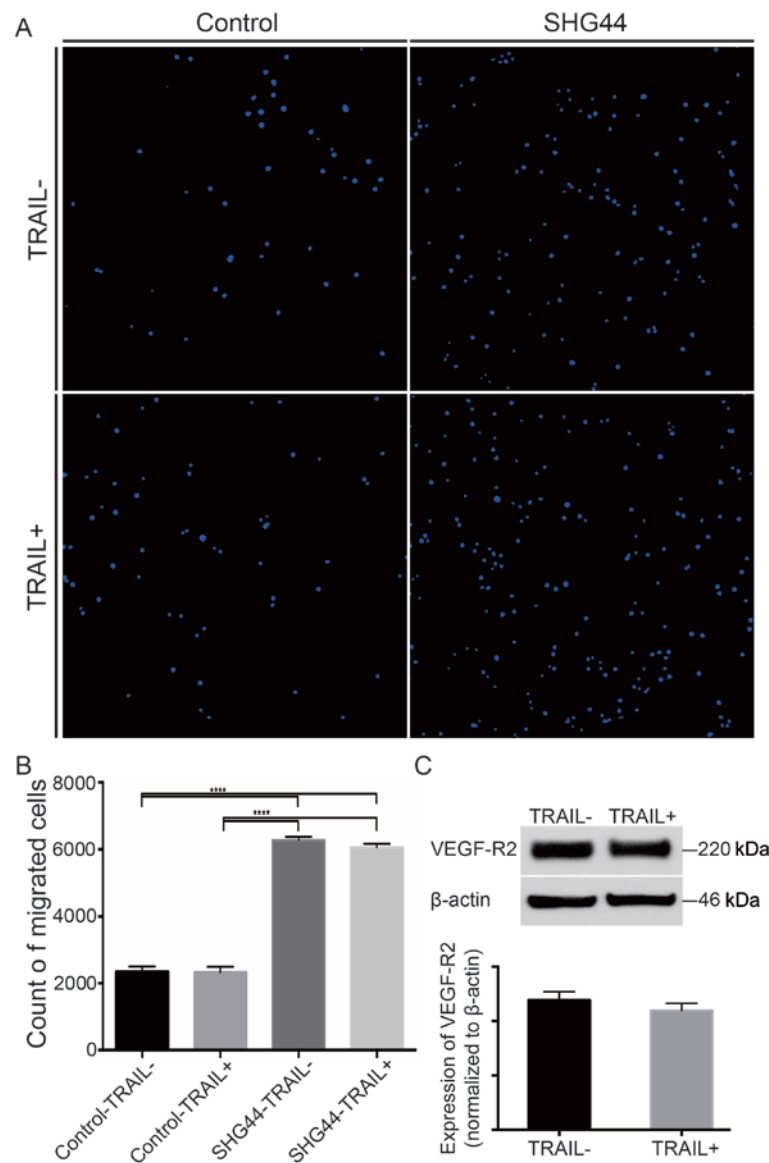 A
Control
SHG44
TRAIL-
TRAIL+
B
8000
6000
4000
2000
0
Count o f migrated cells
****
****
Control-TRAIL-
Control-TRAIL+
SHG44-TRAIL-
SHG44-TRAIL+
C
TRAIL- TRAIL+
VEGF-R2
220 kDa
β-actin
46 kDa
Expression of VEGF-R2
(normalized to β-actin)
TRAIL-
TRAIL+